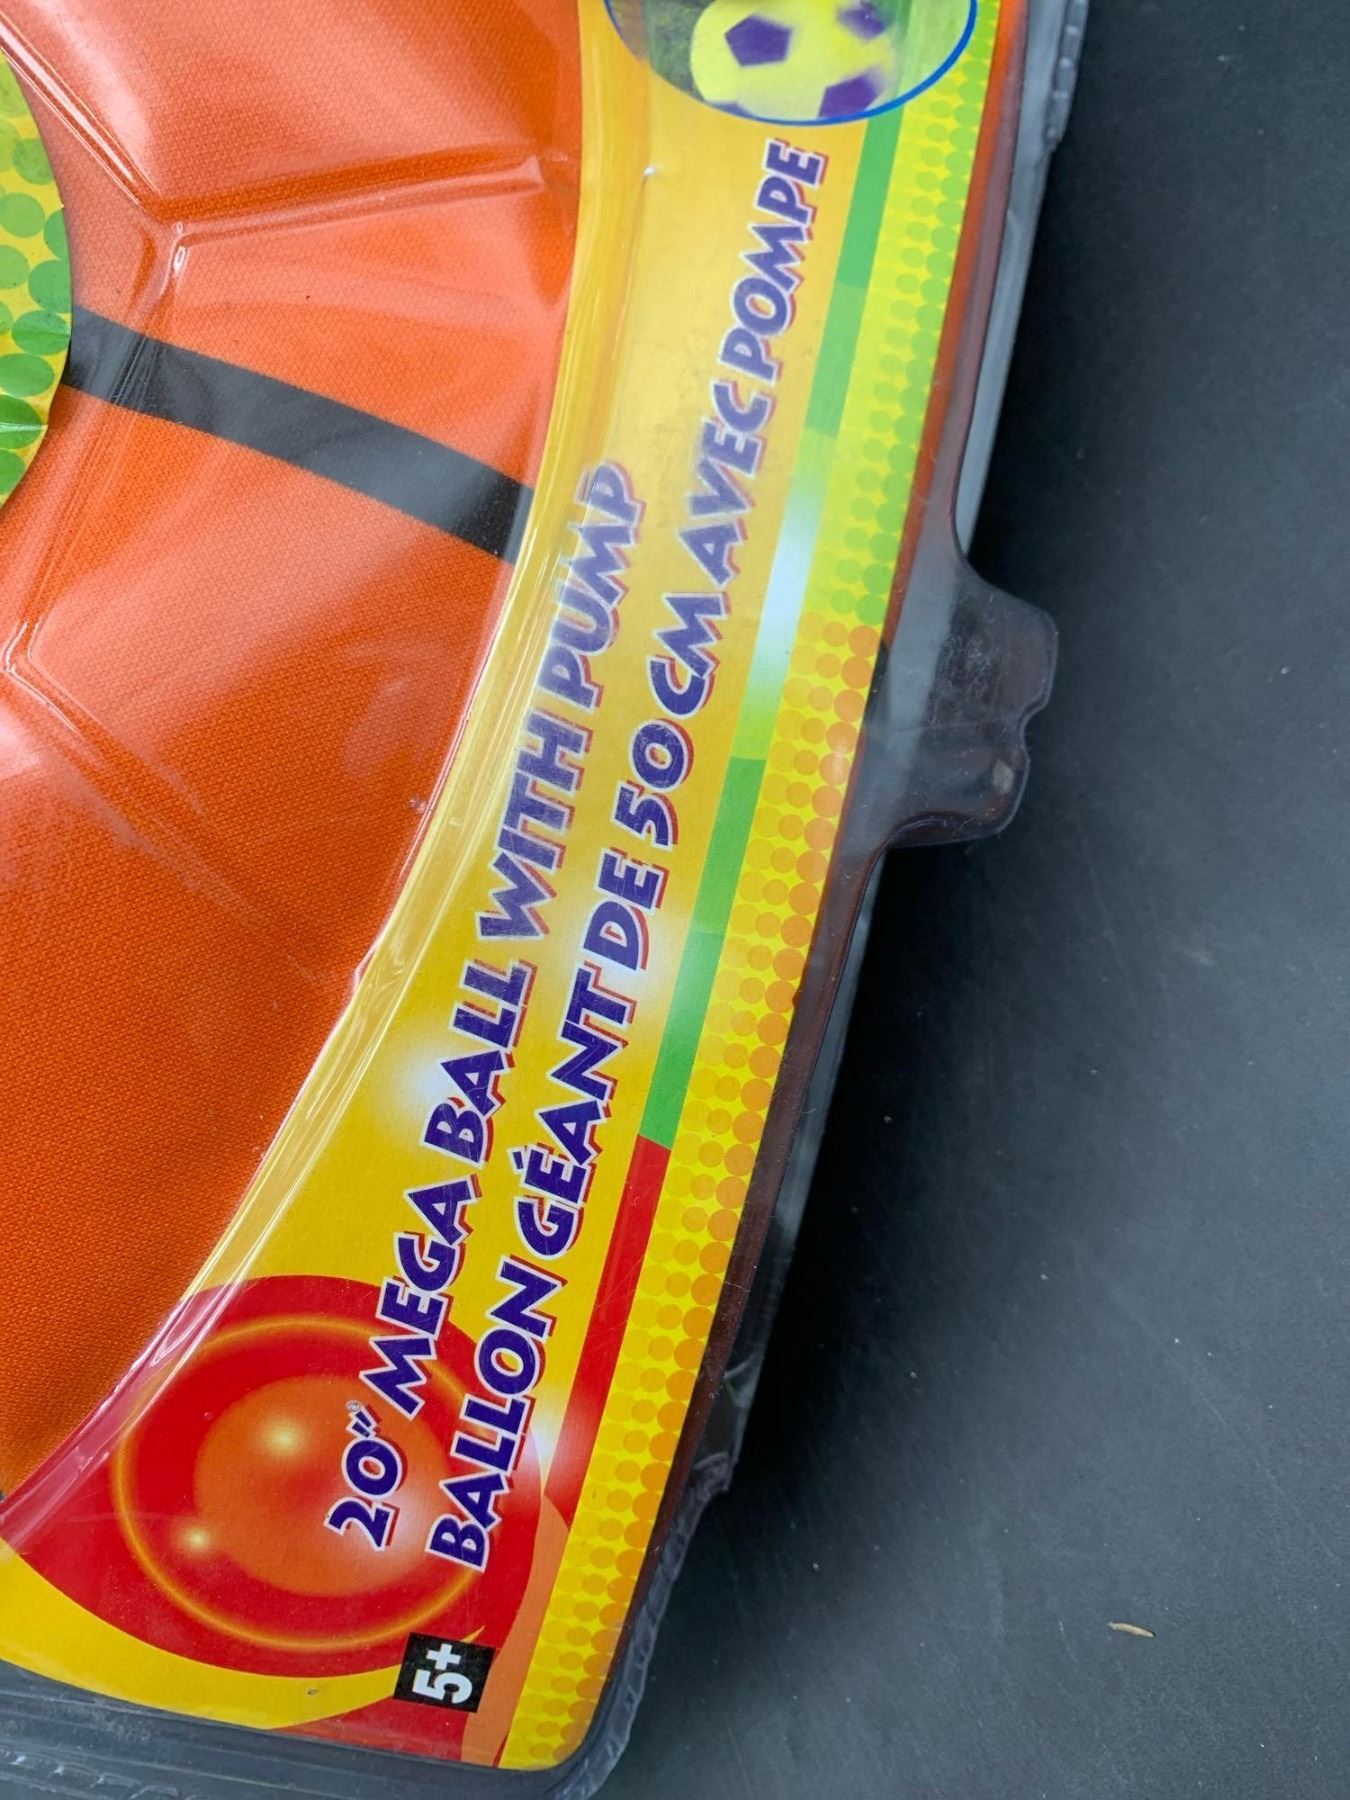 20" MEGA BALL WITH PUMP
BALLON GÉANT DE 50 CM AVEC POMPE
5+